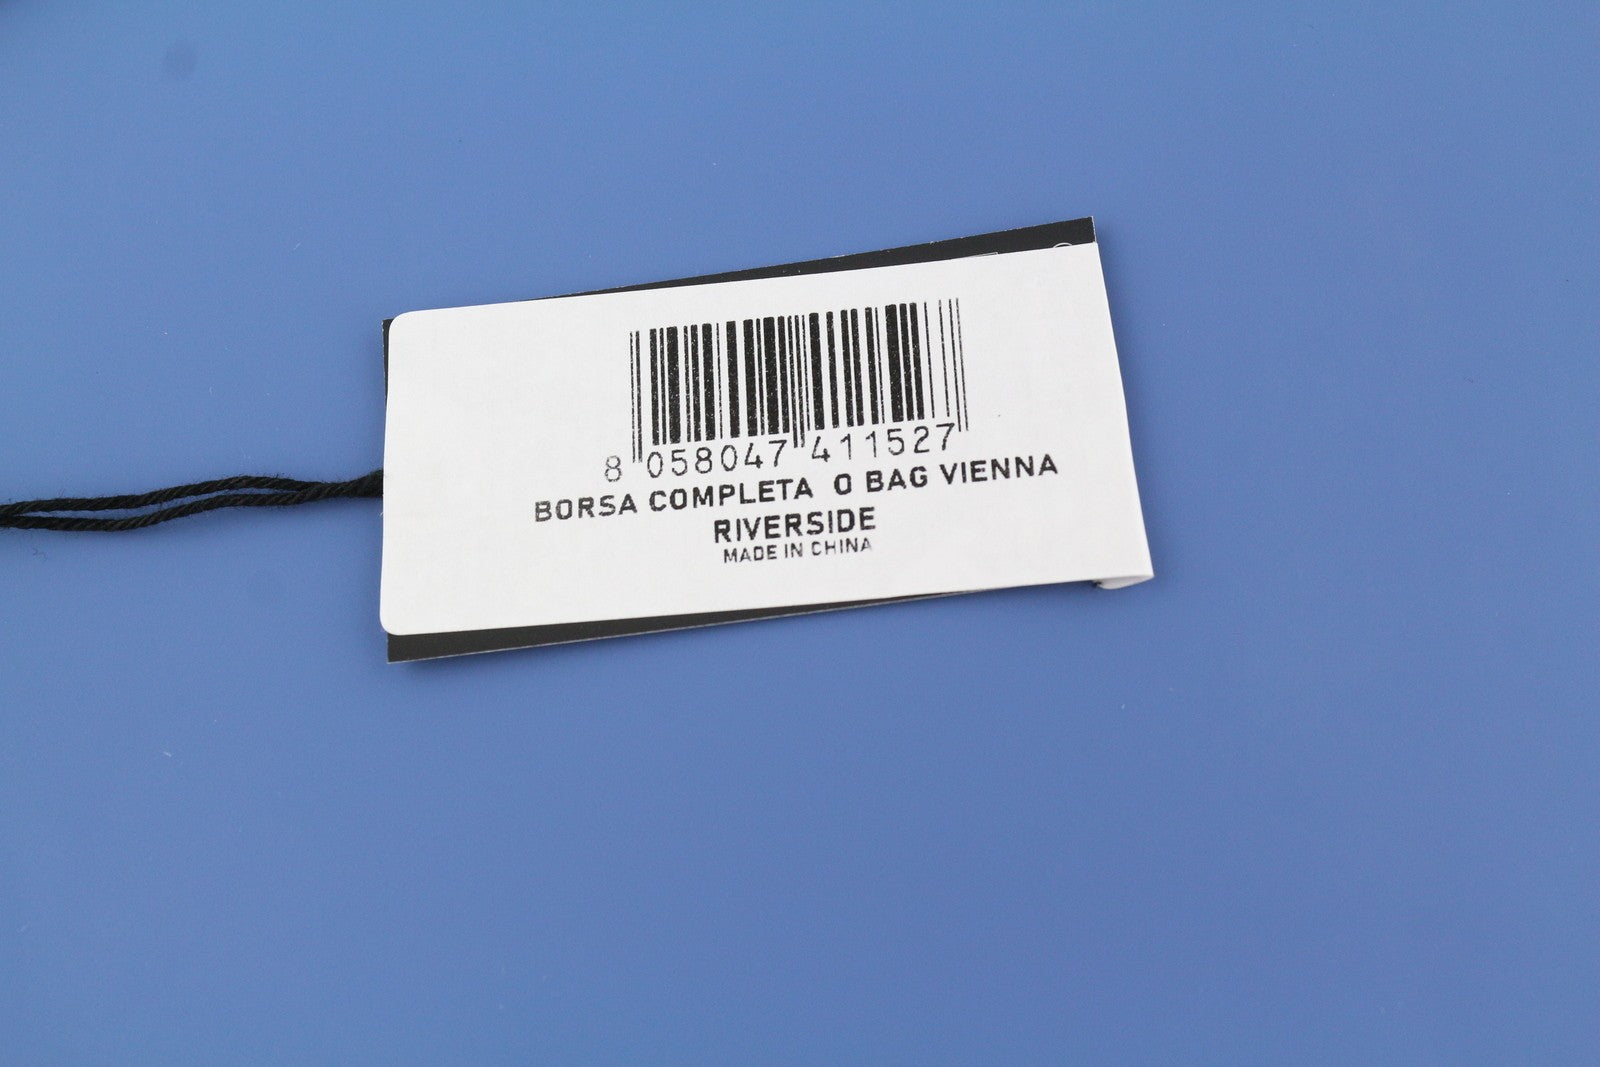 8 058047 411527
BORSA COMPLETA O BAG VIENNA
RIVERSIDE
MADE IN CHINA